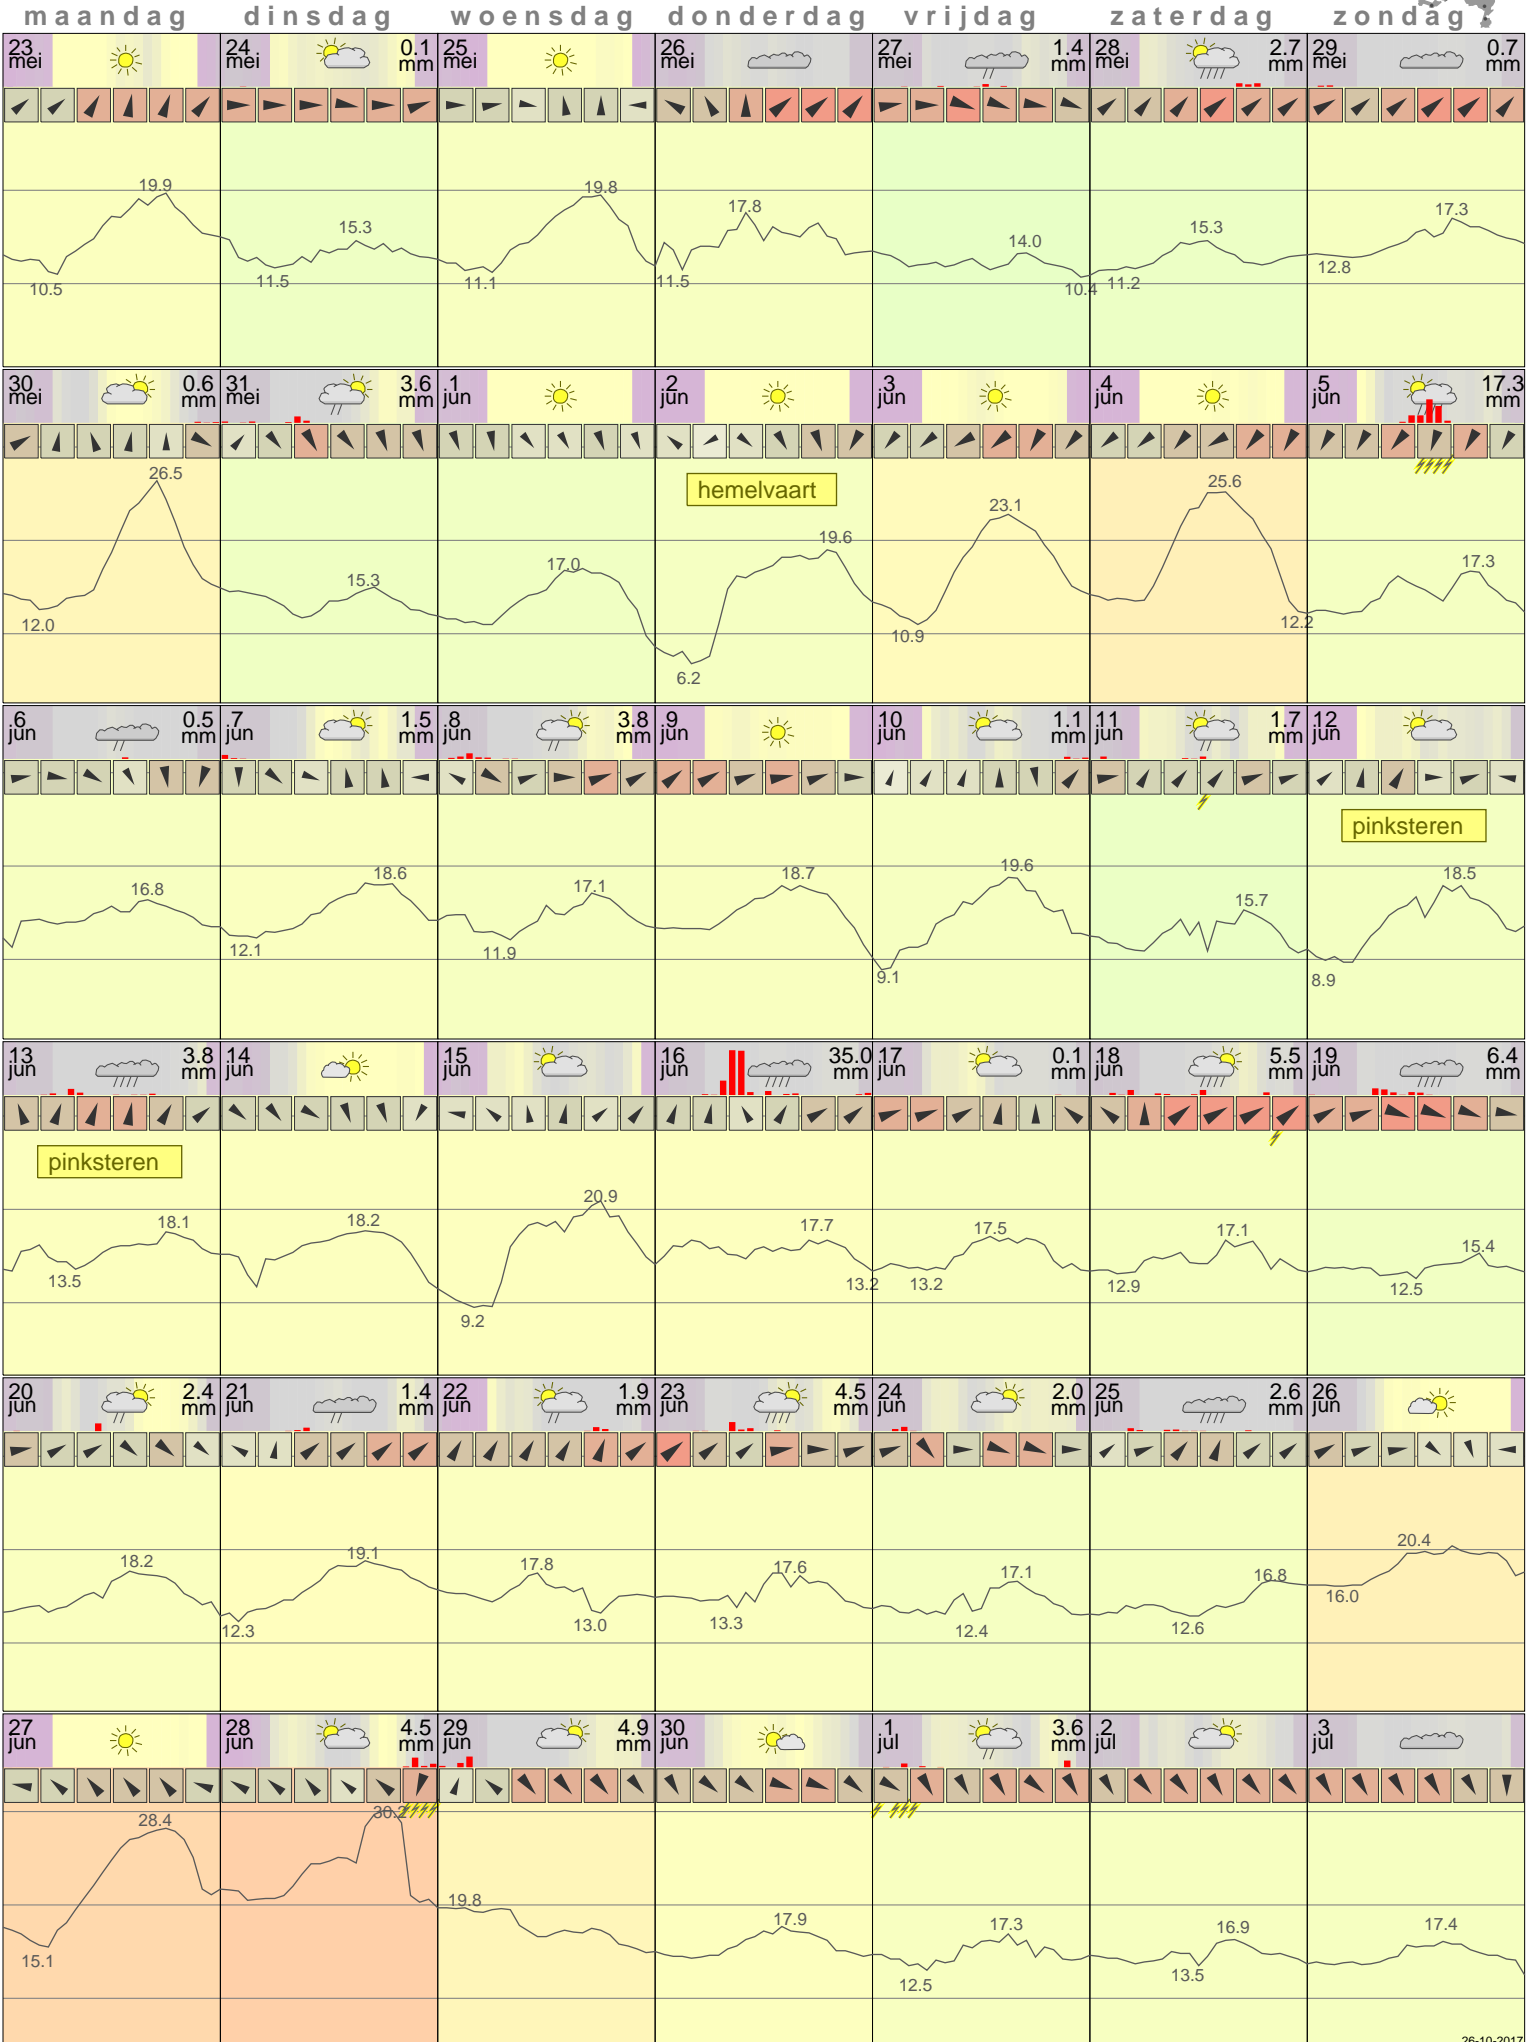 maandag dinsdag woensdag donderdag vrijdag zaterdag zondag
23 mei 24 mei 0.1 mm 25 mei 26 mei 27 mei 1.4 mm 28 mei 2.7 mm 29 mei 0.7 mm
19.9 10.5 15.3 11.5 19.8 11.1 17.8 11.5 14.0 10.4 15.3 11.2 17.3 12.8
30 mei 0.6 mm 31 mei 3.6 mm .1 jun .2 jun .3 jun .4 jun .5 jun 17.3 mm
hemelvaart
26.5 12.0 15.3 17.0 19.6 6.2 23.1 10.9 25.6 12.2 17.3
.6 jun 0.5 mm .7 jun 1.5 mm .8 jun 3.8 mm .9 jun 10 jun 1.1 mm 11 jun 1.7 mm 12 jun
pinksteren
16.8 18.6 12.1 17.1 11.9 18.7 19.6 9.1 15.7 18.5 8.9
13 jun 3.8 mm 14 jun 15 jun 16 jun 35.0 mm 17 jun 0.1 mm 18 jun 5.5 mm 19 jun 6.4 mm
pinksteren
18.1 13.5 18.2 20.9 9.2 17.7 13.2 17.5 13.2 17.1 12.9 15.4 12.5
20 jun 2.4 mm 21 jun 1.4 mm 22 jun 1.9 mm 23 jun 4.5 mm 24 jun 2.0 mm 25 jun 2.6 mm 26 jun
18.2 19.1 12.3 17.8 13.0 17.6 13.3 17.1 12.4 16.8 12.6 20.4 16.0
27 jun 28 jun 4.5 mm 29 jun 4.9 mm 30 jun .1 jul 3.6 mm .2 jul .3 jul
28.4 15.1 30.2 19.8 17.9 17.3 12.5 16.9 13.5 17.4
26-10-2017